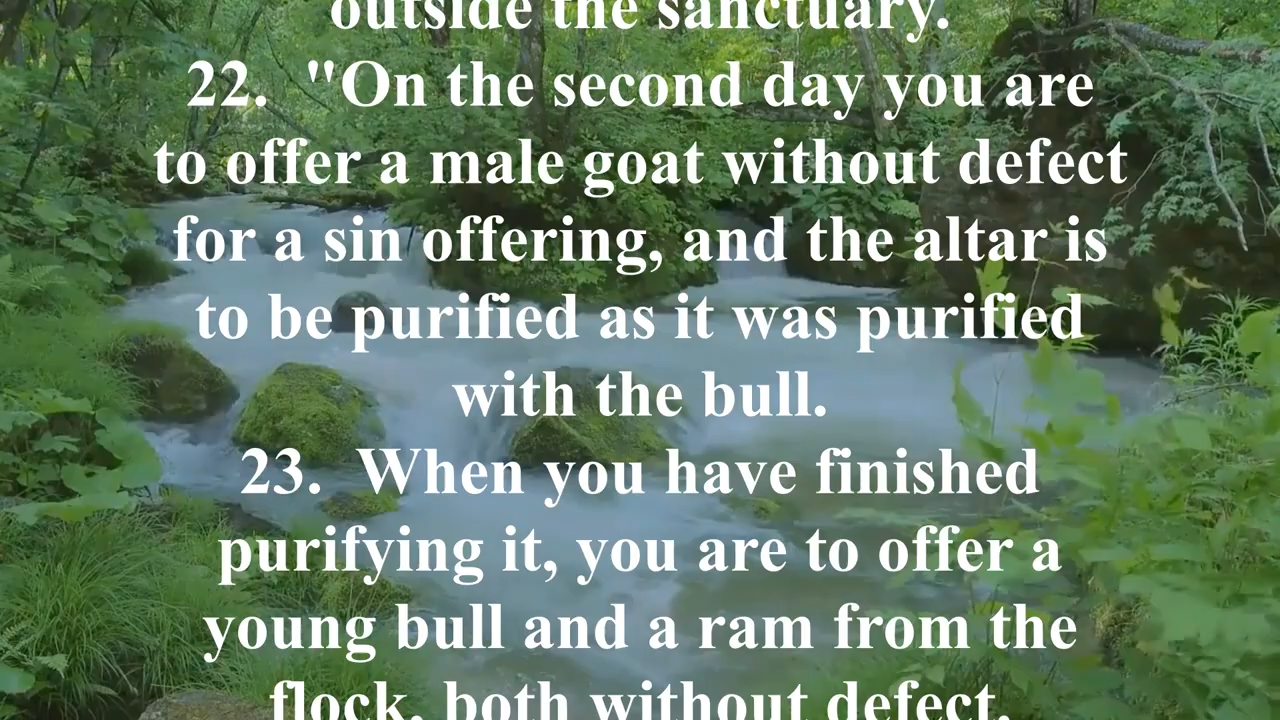 outside the sanctuary.
22. "On the second day you are
to offer a male goat without defect
for a sin offering, and the altar is
to be purified as it was purified
with the bull.
23. When you have finished
purifying it, you are to offer a
young bull and a ram from the
flock, both without defect.